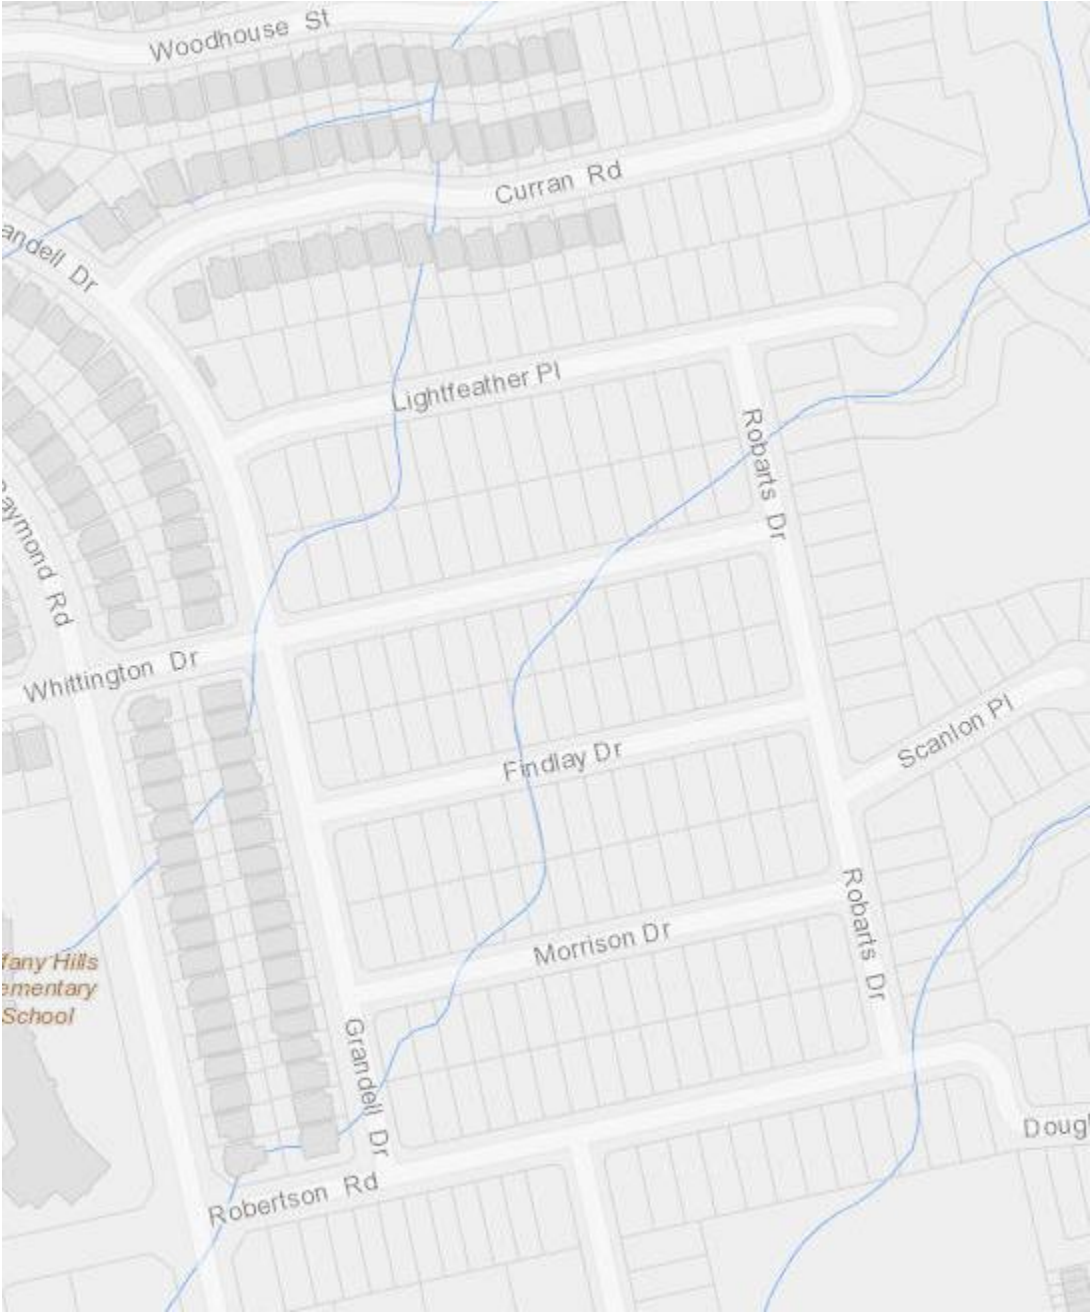 Woodhouse St
Curran Rd
andell Dr
Lightfeather Pl
Robarts Dr
aymond Rd
Whittington Dr
Scanlon Pl
Findlay Dr
Robarts Dr
Morrison Dr
fany Hills
ementary
School
Grandell Dr
Dougl
Robertson Rd